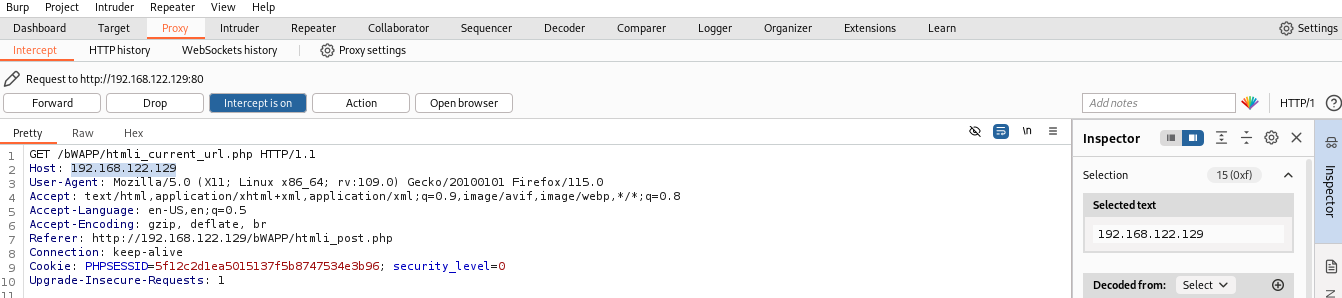 Burp Project Intruder Repeater View Help
Dashboard Target Proxy Intruder Repeater Collaborator Sequencer Decoder Comparer Logger Organizer Extensions Learn Settings
Intercept HTTP history WebSockets history Proxy settings
Request to http://192.168.122.129:80
Forward Drop Intercept is on Action Open browser Add notes HTTP/1
Pretty Raw Hex \n
Inspector
1 GET /bWAPP/htmli_current_url.php HTTP/1.1
2 Host: 192.168.122.129
3 User-Agent: Mozilla/5.0 (X11; Linux x86_64; rv:109.0) Gecko/20100101 Firefox/115.0
4 Accept: text/html,application/xhtml+xml,application/xml;q=0.9,image/avif,image/webp,*/*;q=0.8
5 Accept-Language: en-US,en;q=0.5
6 Accept-Encoding: gzip, deflate, br
7 Referer: http://192.168.122.129/bWAPP/htmli_post.php
8 Connection: keep-alive
9 Cookie: PHPSESSID=5f12c2d1ea5015137f5b8747534e3b96; security_level=0
10 Upgrade-Insecure-Requests: 1
11
Selection 15 (0xf)
Selected text
192.168.122.129
Decoded from: Select
Inspector